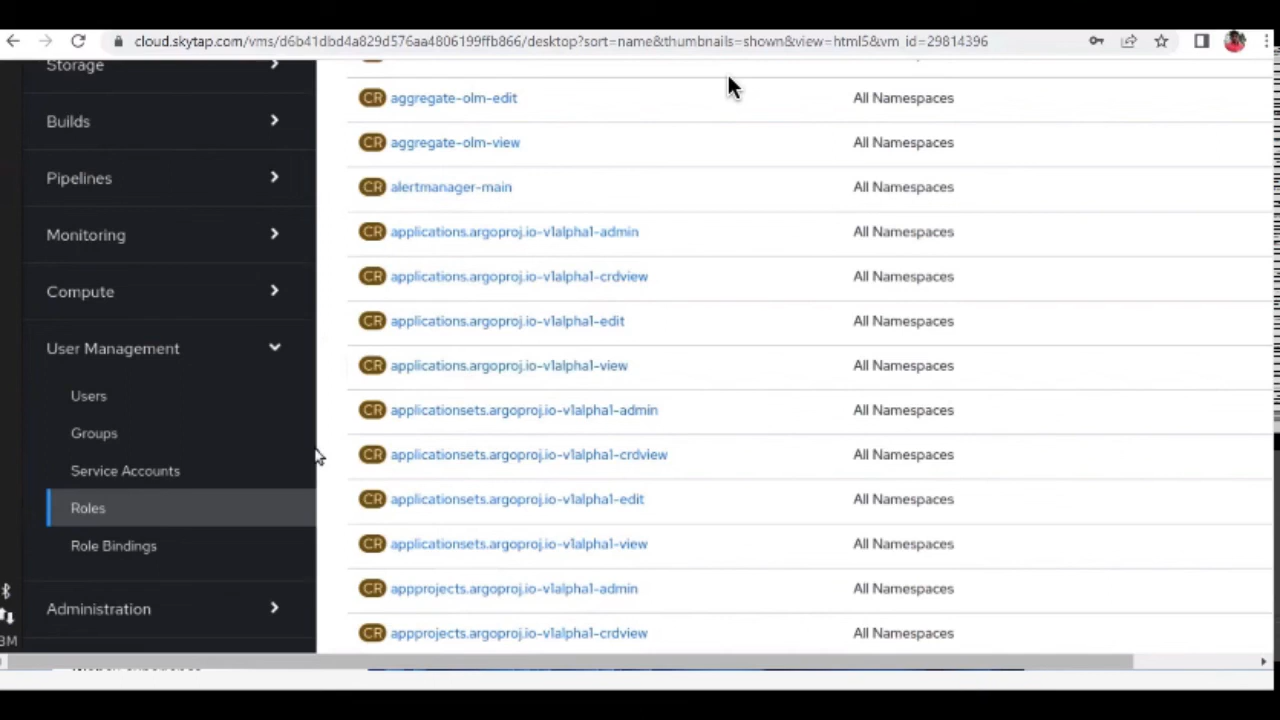 cloud.skytap.com/vms/d6b41dbd4a829d576aa4806199ffb866/desktop?sort=name&thumbnails=shown&view=html5&vm_id=29814396
Storage
Builds
Pipelines
Monitoring
Compute
User Management
Users
Groups
Service Accounts
Roles
Role Bindings
Administration
CR aggregate-olm-edit All Namespaces
CR aggregate-olm-view All Namespaces
CR alertmanager-main All Namespaces
CR applications.argoproj.io-v1alpha1-admin All Namespaces
CR applications.argoproj.io-v1alpha1-crdview All Namespaces
CR applications.argoproj.io-v1alpha1-edit All Namespaces
CR applications.argoproj.io-v1alpha1-view All Namespaces
CR applicationsets.argoproj.io-v1alpha1-admin All Namespaces
CR applicationsets.argoproj.io-v1alpha1-crdview All Namespaces
CR applicationsets.argoproj.io-v1alpha1-edit All Namespaces
CR applicationsets.argoproj.io-v1alpha1-view All Namespaces
CR appprojects.argoproj.io-v1alpha1-admin All Namespaces
CR appprojects.argoproj.io-v1alpha1-crdview All Namespaces